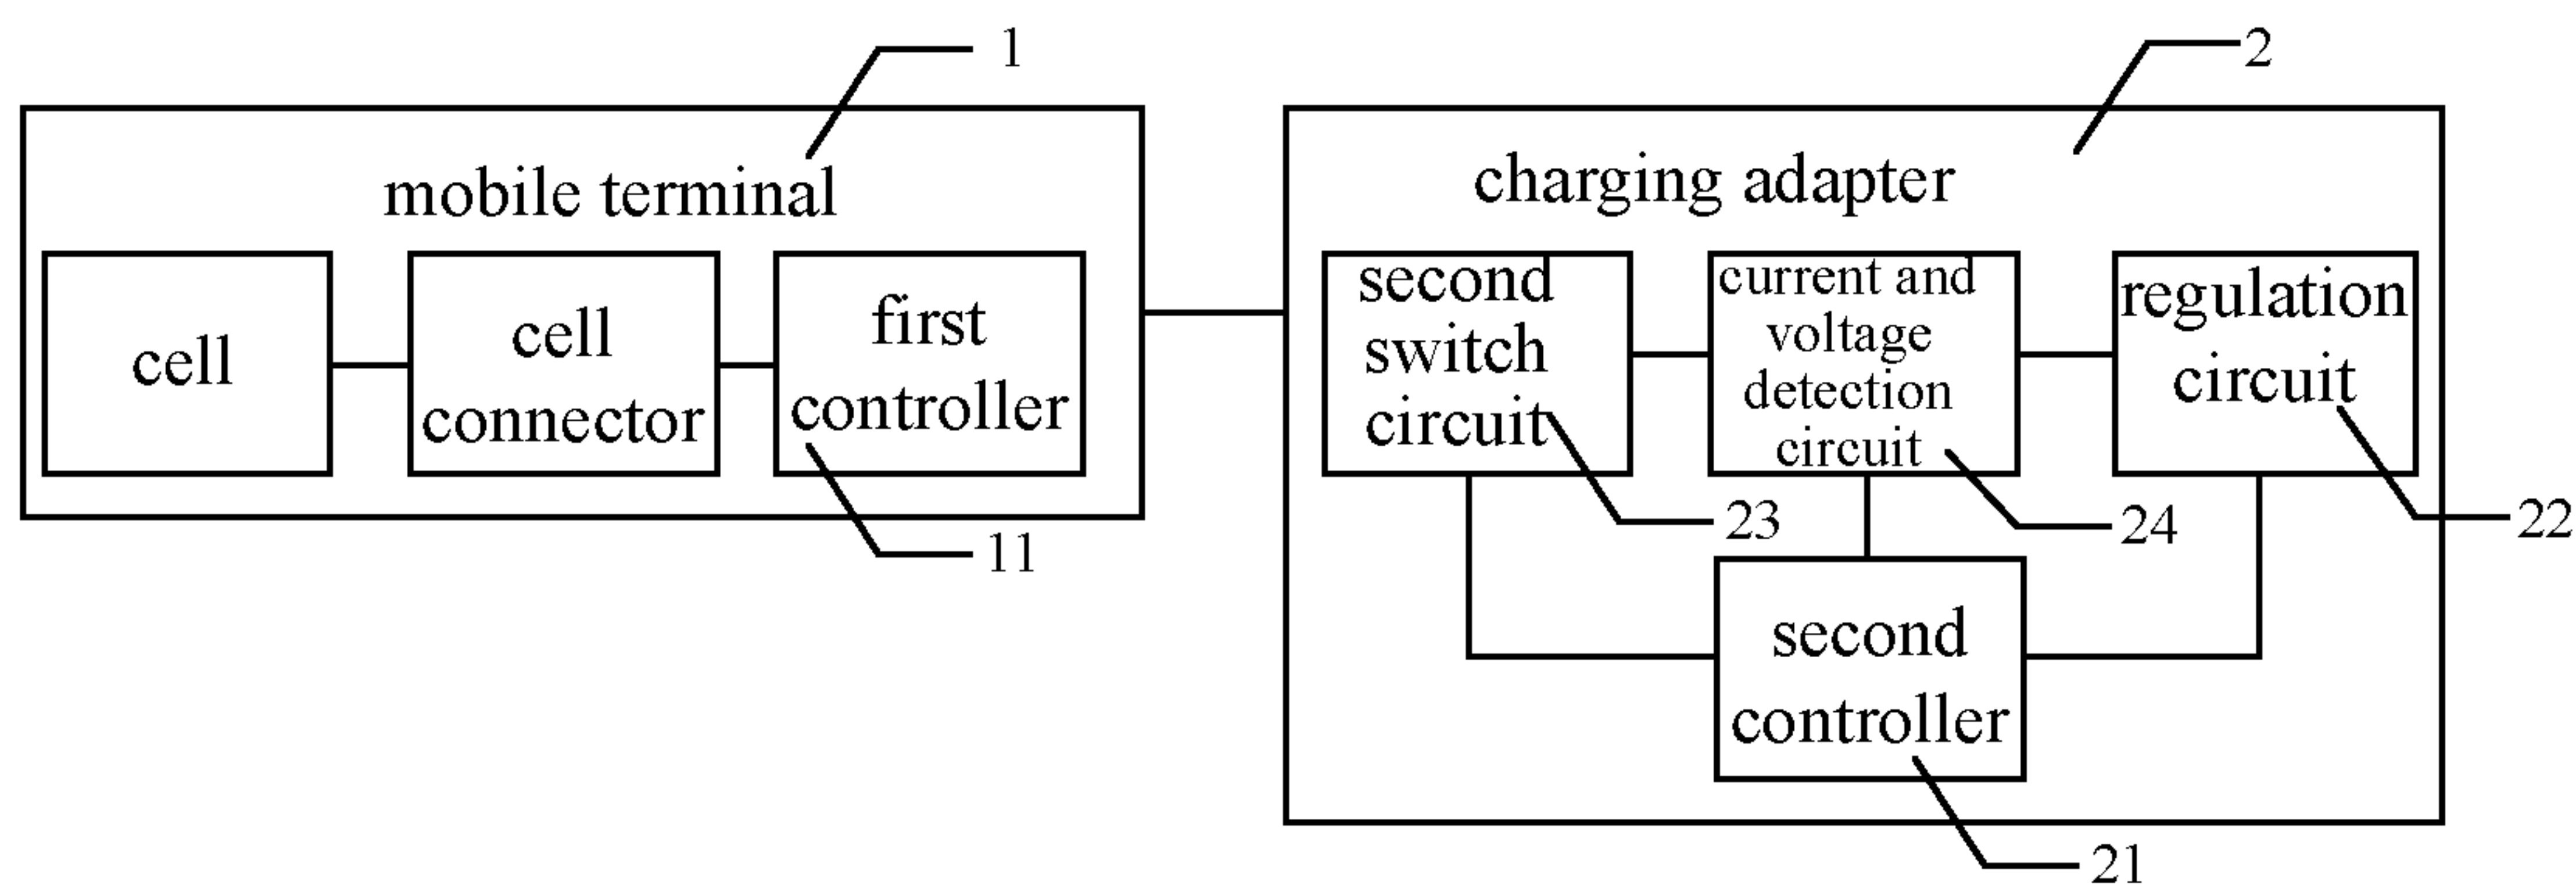 1
2
mobile terminal
charging adapter
cell
cell
connector
first
controller
second
switch
circuit
current and
voltage
detection
circuit
regulation
circuit
11
23
24
22
second
controller
21